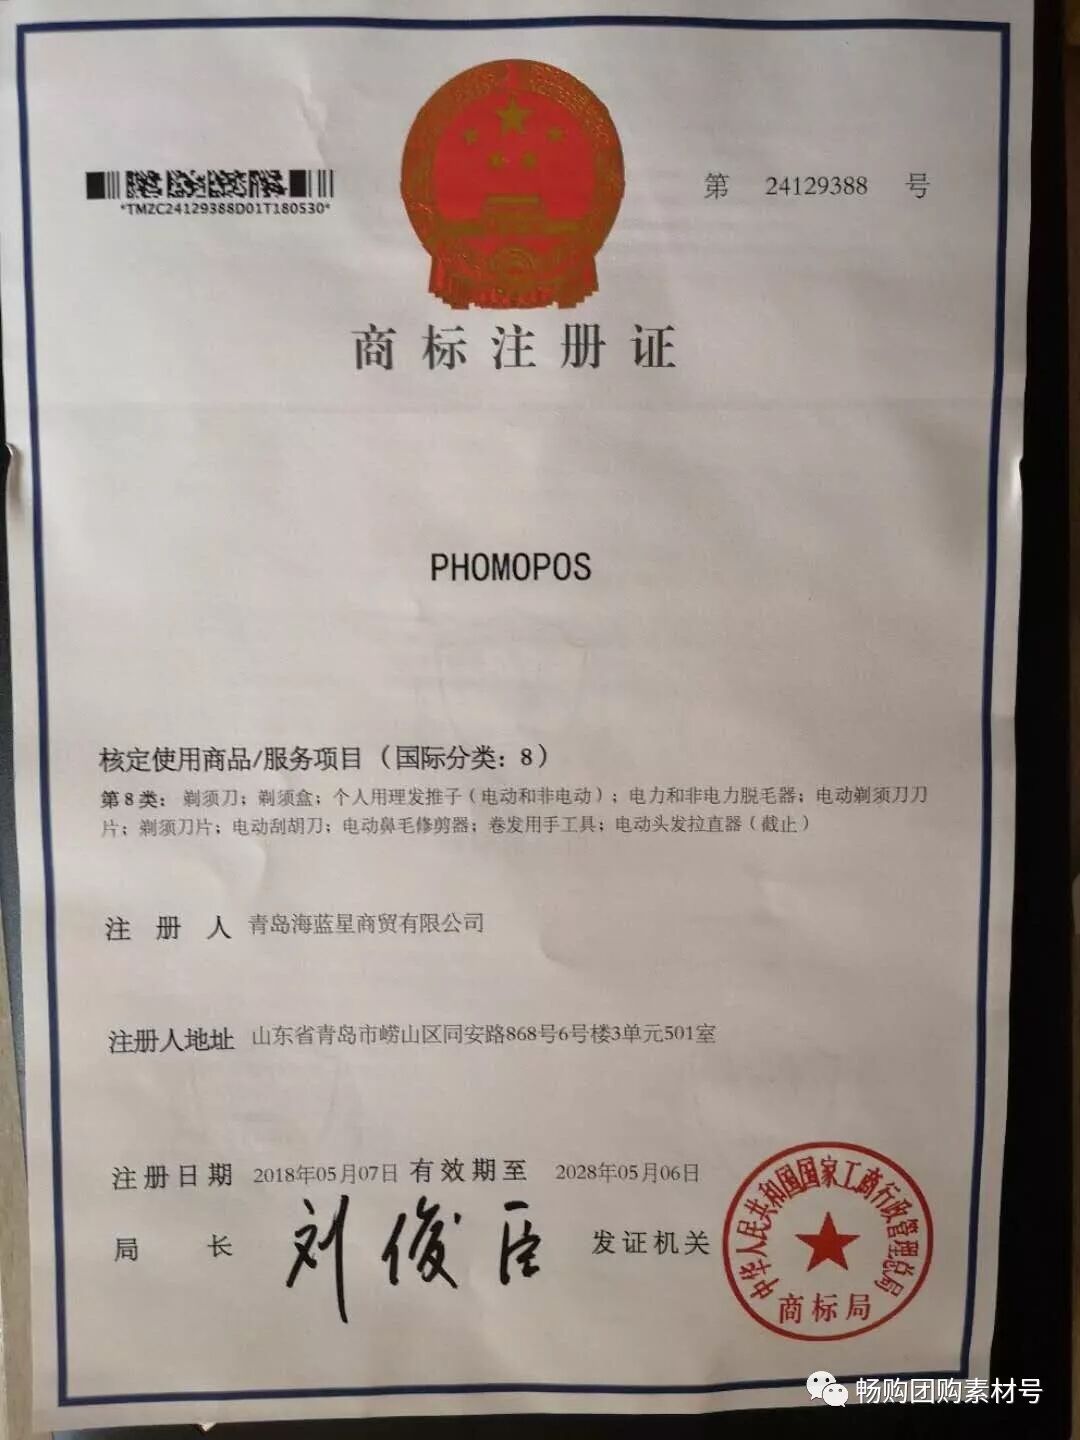 *TMZC24129388D01T180530*
第 24129388 号
商标注册证
PHOMOPOS
核定使用商品/服务项目（国际分类：8）
第8类：剃须刀；剃须盒；个人用理发推子（电动和非电动）；电力和非电力脱毛器；电动剃须刀刀
片；剃须刀片；电动刮胡刀；电动鼻毛修剪器；卷发用手工具；电动头发拉直器（截止）
注册人 青岛海蓝星商贸有限公司
注册人地址 山东省青岛市崂山区同安路868号6号楼3单元501室
注册日期 2018年05月07日 有效期至 2028年05月06日
局长 刘俊臣 发证机关
中华人民共和国国家工商行政管理总局
商标局
畅购团购素材号